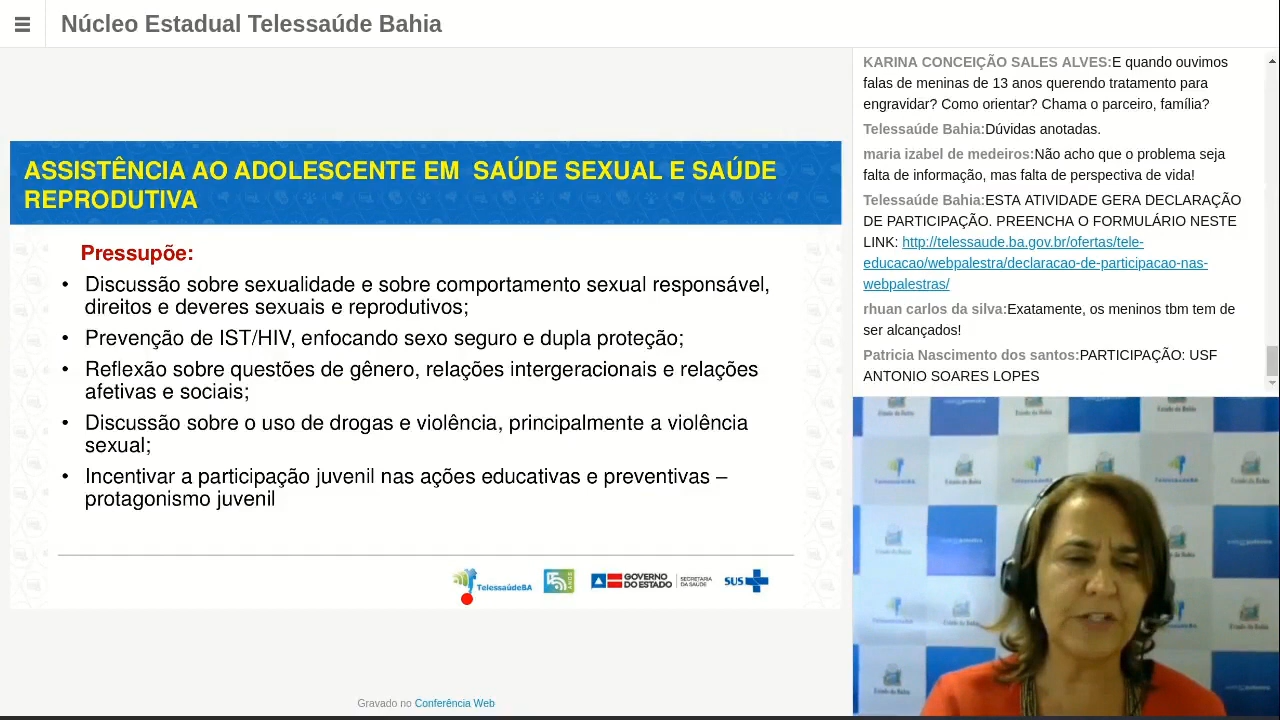 Núcleo Estadual Telessaúde Bahia
ASSISTÊNCIA AO ADOLESCENTE EM  SAÚDE SEXUAL E SAÚDE
REPRODUTIVA
Pressupõe:
• Discussão sobre sexualidade e sobre comportamento sexual responsável,
direitos e deveres sexuais e reprodutivos;
• Prevenção de IST/HIV, enfocando sexo seguro e dupla proteção;
• Reflexão sobre questões de gênero, relações intergeracionais e relações
afetivas e sociais;
• Discussão sobre o uso de drogas e violência, principalmente a violência
sexual;
• Incentivar a participação juvenil nas ações educativas e preventivas –
protagonismo juvenil
TelessaúdeBA
GOVERNO
DO ESTADO
SECRETARIA
DA SAÚDE
SUS
Gravado no Conferência Web
KARINA CONCEIÇÃO SALES ALVES:E quando ouvimos
falas de meninas de 13 anos querendo tratamento para
engravidar? Como orientar? Chama o parceiro, família?
Telessaúde Bahia:Dúvidas anotadas.
maria izabel de medeiros:Não acho que o problema seja
falta de informação, mas falta de perspectiva de vida!
Telessaúde Bahia:ESTA ATIVIDADE GERA DECLARAÇÃO
DE PARTICIPAÇÃO. PREENCHA O FORMULÁRIO NESTE
LINK: http://telessaude.ba.gov.br/ofertas/tele-
educacao/webpalestra/declaracao-de-participacao-nas-
webpalestras/
rhuan carlos da silva:Exatamente, os meninos tbm tem de
ser alcançados!
Patricia Nascimento dos santos:PARTICIPAÇÃO: USF
ANTONIO SOARES LOPES